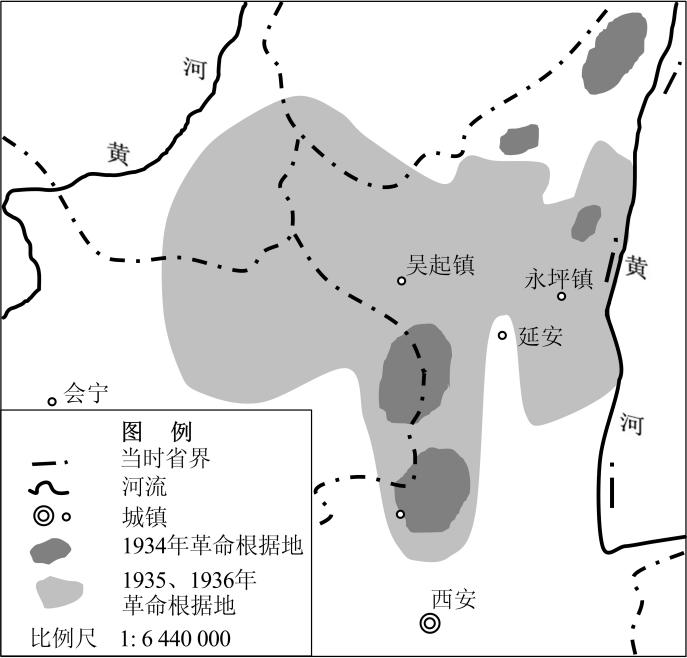 河
黄
吴起镇
永坪镇
黄
延安
会宁
河
西安
图 例
当时省界
河流
城镇
1934年革命根据地
1935、1936年
革命根据地
比例尺 1: 6 440 000